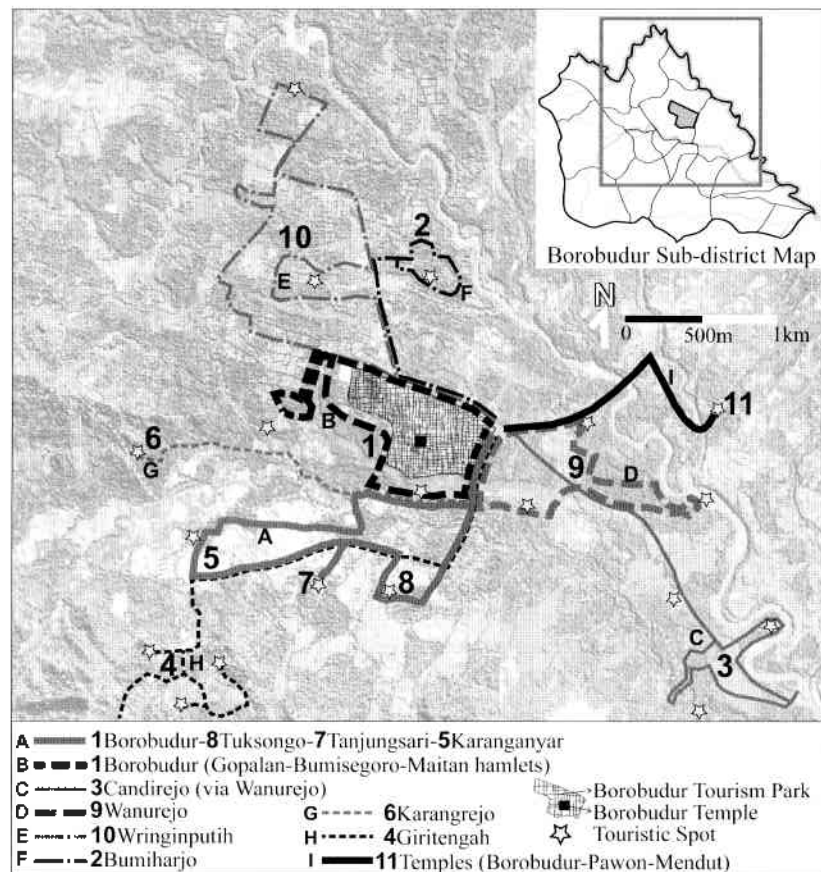 Borobudur Sub-district Map
N
0 500m 1km
10
2
E
F
I
11
B
1
6
G
9
D
A
5
7
8
C
4
H
3
A 1Borobudur-8Tuksongo-7Tanjungsari-5Karanganyar
B 1Borobudur (Gopalan-Bumisegoro-Maitan hamlets)
C 3Candirejo (via Wanurejo)
D 9Wanurejo
E 10Wringinputih
F 2Bumiharjo
G 6Karangrejo
H 4Giritengah
I 11Temples (Borobudur-Pawon-Mendut)
Borobudur Tourism Park
Borobudur Temple
Touristic Spot